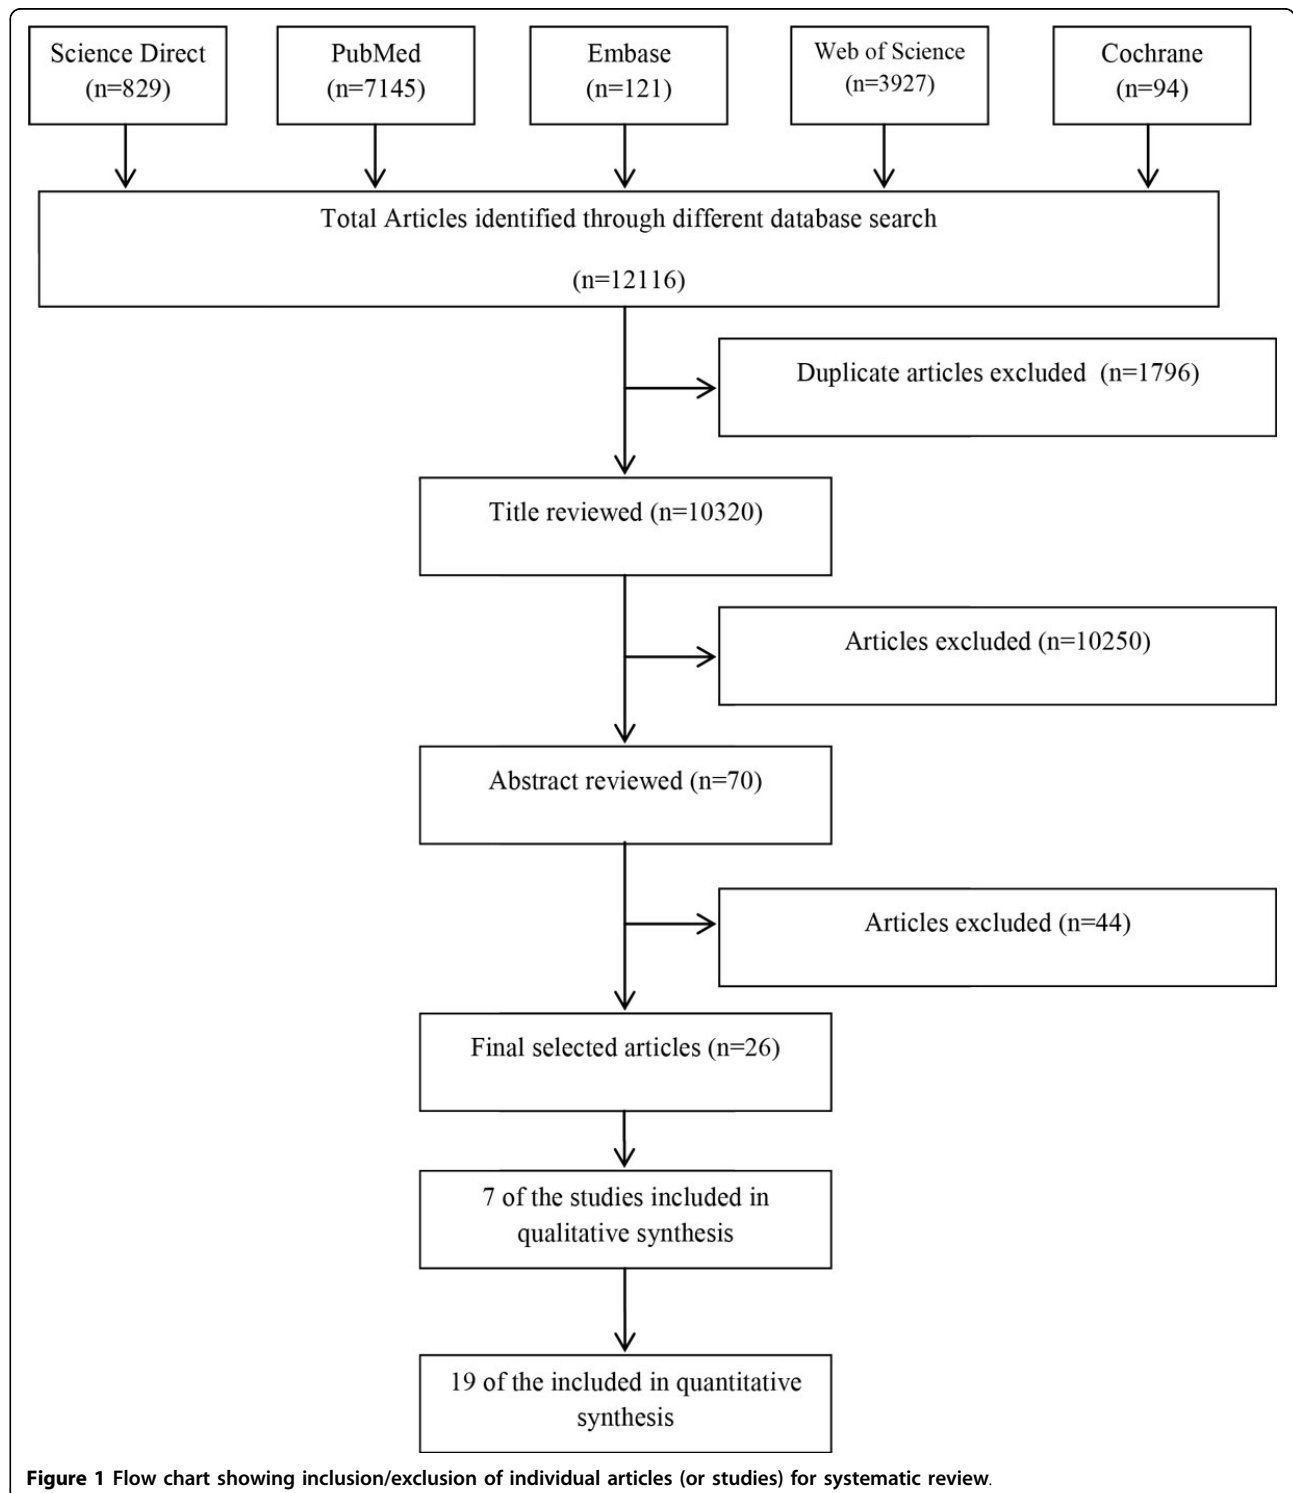 Science Direct
(n=829)
PubMed
(n=7145)
Embase
(n=121)
Web of Science
(n=3927)
Cochrane
(n=94)
Total Articles identified through different database search
(n=12116)
Duplicate articles excluded (n=1796)
Title reviewed (n=10320)
Articles excluded (n=10250)
Abstract reviewed (n=70)
Articles excluded (n=44)
Final selected articles (n=26)
7 of the studies included in
qualitative synthesis
19 of the included in quantitative
synthesis
Figure 1 Flow chart showing inclusion/exclusion of individual articles (or studies) for systematic review.